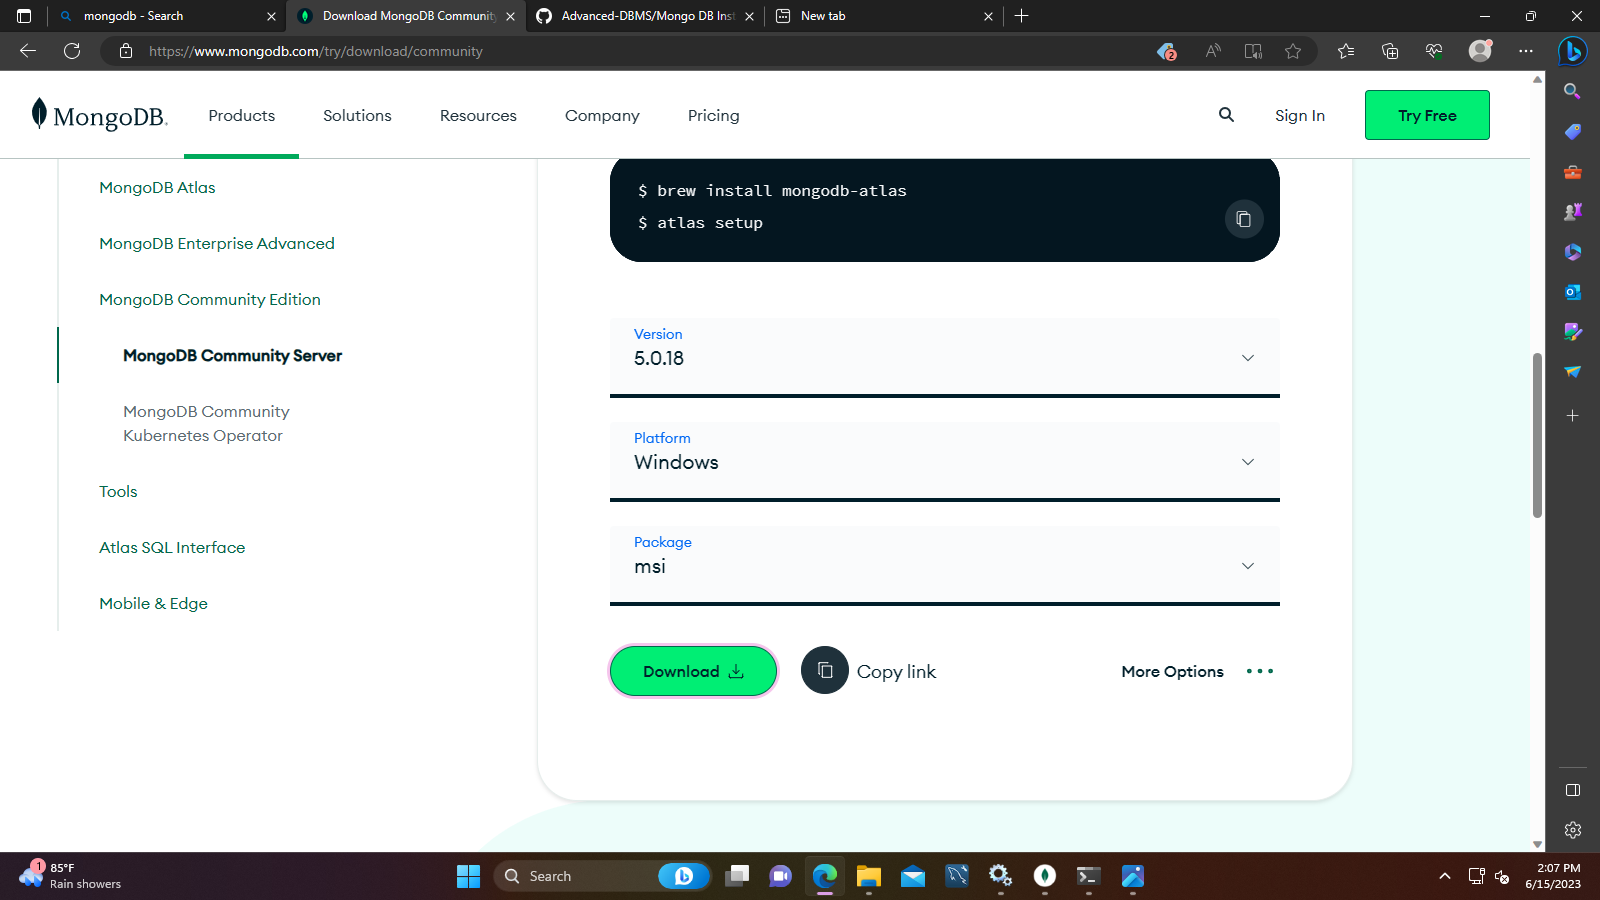 mongodb - Search
Download MongoDB Community
Advanced-DBMS/Mongo DB Inst
New tab
https://www.mongodb.com/try/download/community
2
MongoDB.
Products
Solutions
Resources
Company
Pricing
Sign In
Try Free
MongoDB Atlas
MongoDB Enterprise Advanced
MongoDB Community Edition
MongoDB Community Server
MongoDB Community
Kubernetes Operator
Tools
Atlas SQL Interface
Mobile & Edge
$ brew install mongodb-atlas
$ atlas setup
Version
5.0.18
Platform
Windows
Package
msi
Download
Copy link
More Options
1
85°F
Rain showers
Search
2:07 PM
6/15/2023